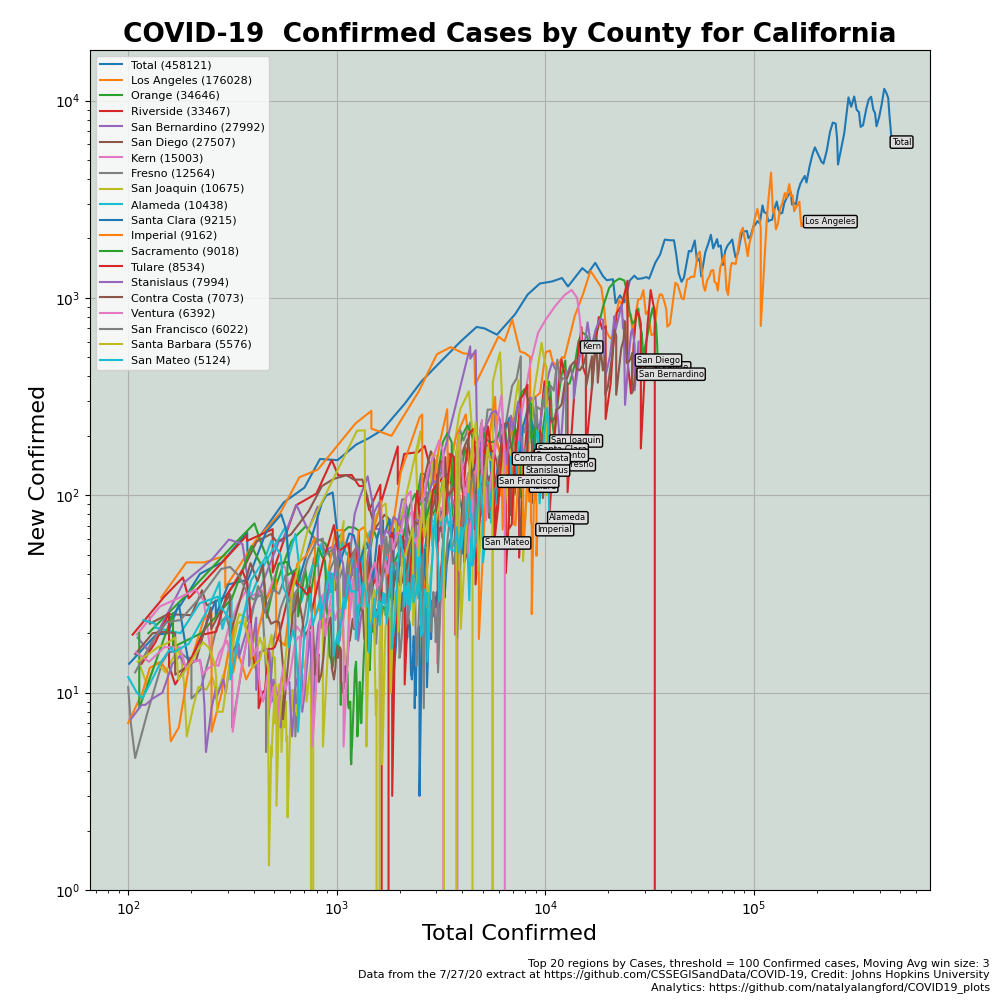 COVID-19  Confirmed Cases by County for California
Total (458121)
Los Angeles (176028)
Orange (34646)
Riverside (33467)
San Bernardino (27992)
San Diego (27507)
Kern (15003)
Fresno (12564)
San Joaquin (10675)
Alameda (10438)
Santa Clara (9215)
Imperial (9162)
Sacramento (9018)
Tulare (8534)
Stanislaus (7994)
Contra Costa (7073)
Ventura (6392)
San Francisco (6022)
Santa Barbara (5576)
San Mateo (5124)
Total
Los Angeles
Kern
San Diego
San Bernardino
San Joaquin
Contra Costa
Stanislaus
San Francisco
Alameda
Imperial
San Mateo
New Confirmed
10⁴
10³
10²
10¹
10⁰
10² 10³ 10⁴ 10⁵
Total Confirmed
Top 20 regions by Cases, threshold = 100 Confirmed cases, Moving Avg win size: 3
Data from the 7/27/20 extract at https://github.com/CSSEGISandData/COVID-19, Credit: Johns Hopkins University
Analytics: https://github.com/natalyalangford/COVID19_plots